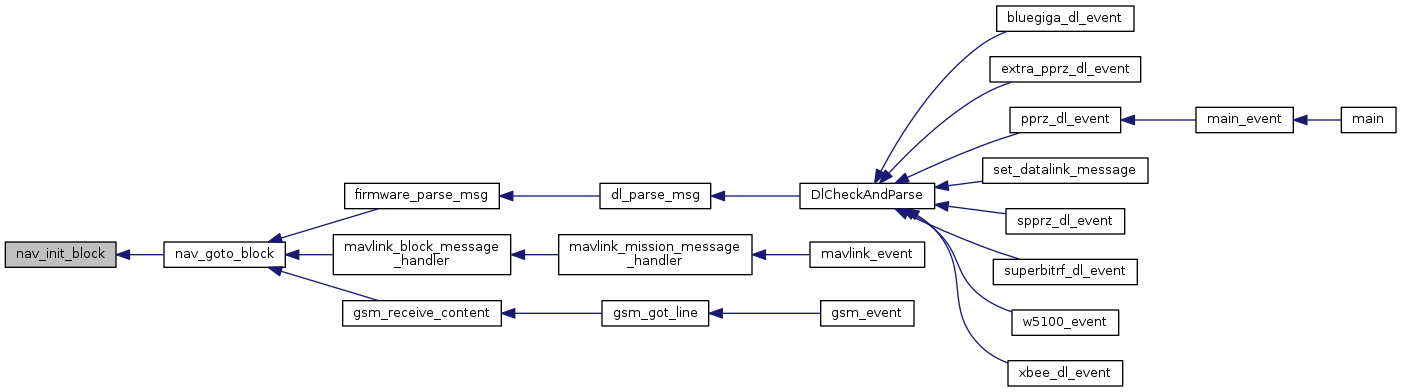 bluegiga_dl_event
extra_pprz_dl_event
pprz_dl_event
main_event
main
set_datalink_message
firmware_parse_msg
dl_parse_msg
DlCheckAndParse
spprz_dl_event
nav_init_block
nav_goto_block
mavlink_block_message
_handler
mavlink_mission_message
_handler
mavlink_event
superbitrf_dl_event
gsm_receive_content
gsm_got_line
gsm_event
w5100_event
xbee_dl_event